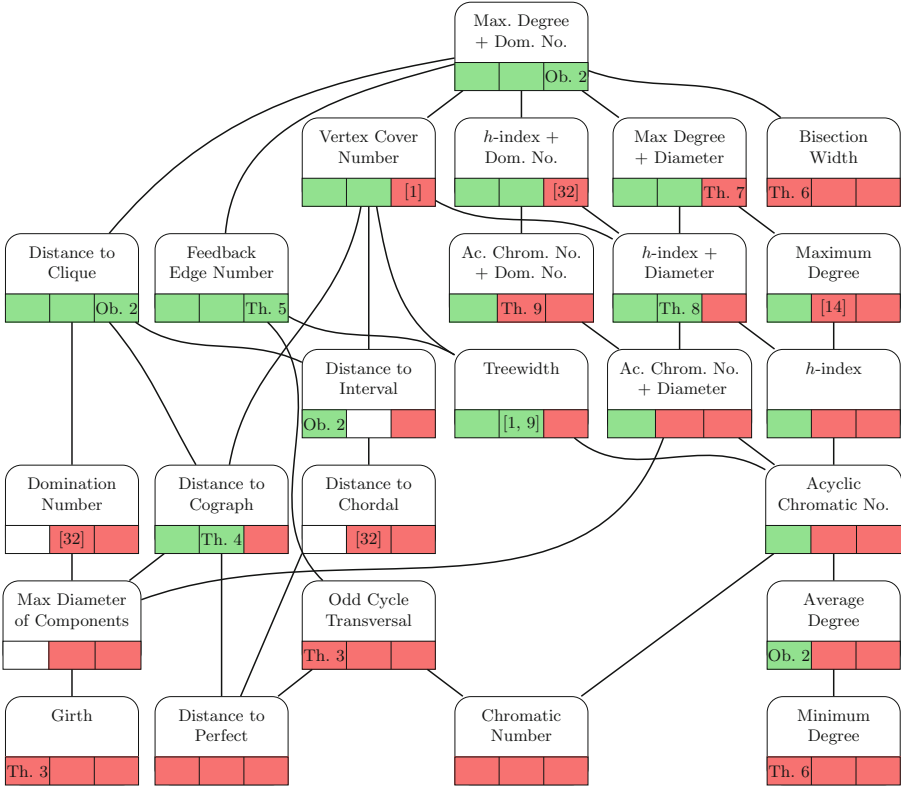 Max. Degree
+ Dom. No.
Ob. 2
Vertex Cover
Number
[1]
h-index +
Dom. No.
[32]
Max Degree
+ Diameter
Th. 7
Bisection
Width
Th. 6
Distance to
Clique
Ob. 2
Feedback
Edge Number
Th. 5
Ac. Chrom. No.
+ Dom. No.
Th. 9
h-index +
Diameter
Th. 8
Maximum
Degree
[14]
Distance to
Interval
Ob. 2
Treewidth
[1, 9]
Ac. Chrom. No.
+ Diameter
h-index
Domination
Number
[32]
Distance to
Cograph
Th. 4
Distance to
Chordal
[32]
Acyclic
Chromatic No.
Max Diameter
of Components
Odd Cycle
Transversal
Th. 3
Average
Degree
Ob. 2
Girth
Th. 3
Distance to
Perfect
Chromatic
Number
Minimum
Degree
Th. 6